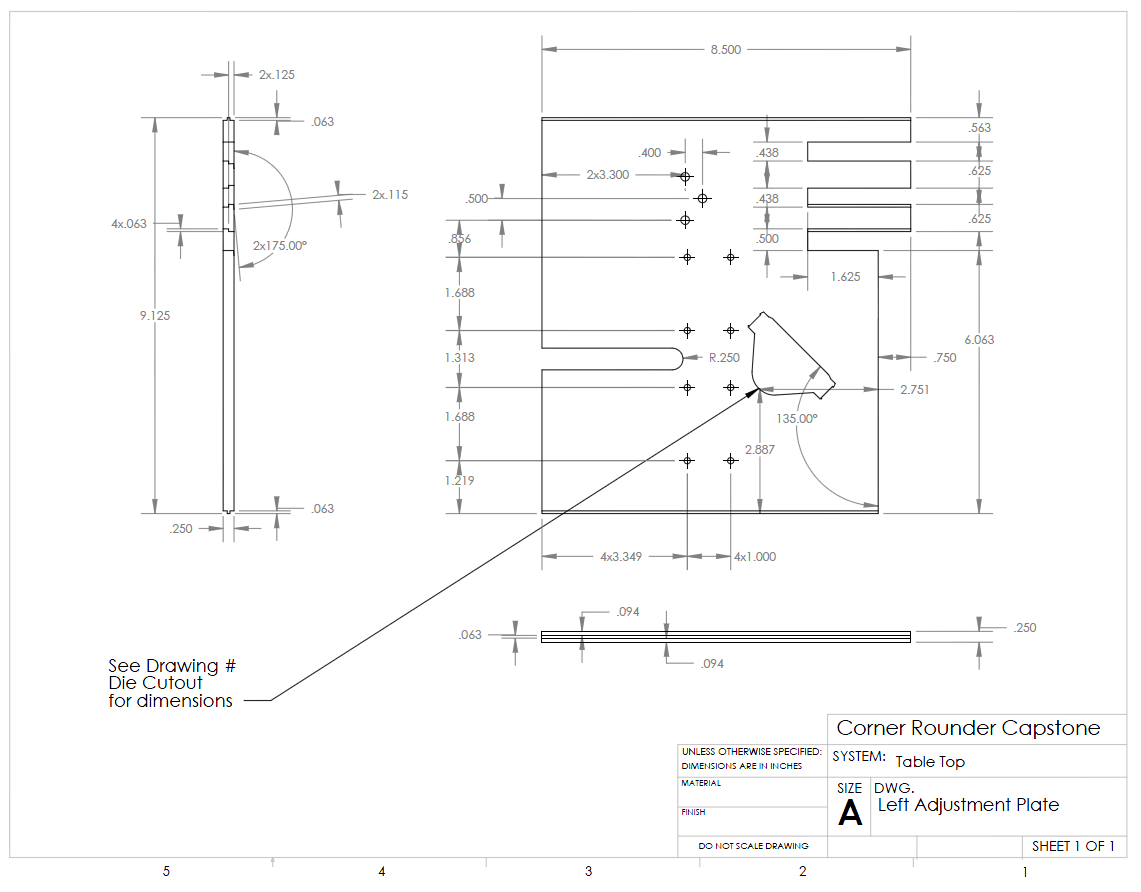 8.500
2x.125
.063
.563
.400
.438
2x3.300
.625
2x.115
.500
.438
4x.063
.625
.856
.500
2x175.00°
1.625
1.688
9.125
6.063
1.313
R.250
.750
2.751
1.688
135.00°
2.887
1.219
.063
.250
4x3.349
4x1.000
.094
.063
.250
.094
See Drawing #
Die Cutout
for dimensions
Corner Rounder Capstone
UNLESS OTHERWISE SPECIFIED:
DIMENSIONS ARE IN INCHES
SYSTEM: Table Top
MATERIAL
SIZE
A
DWG.
Left Adjustment Plate
FINISH
DO NOT SCALE DRAWING
SHEET 1 OF 1
5 4 3 2 1